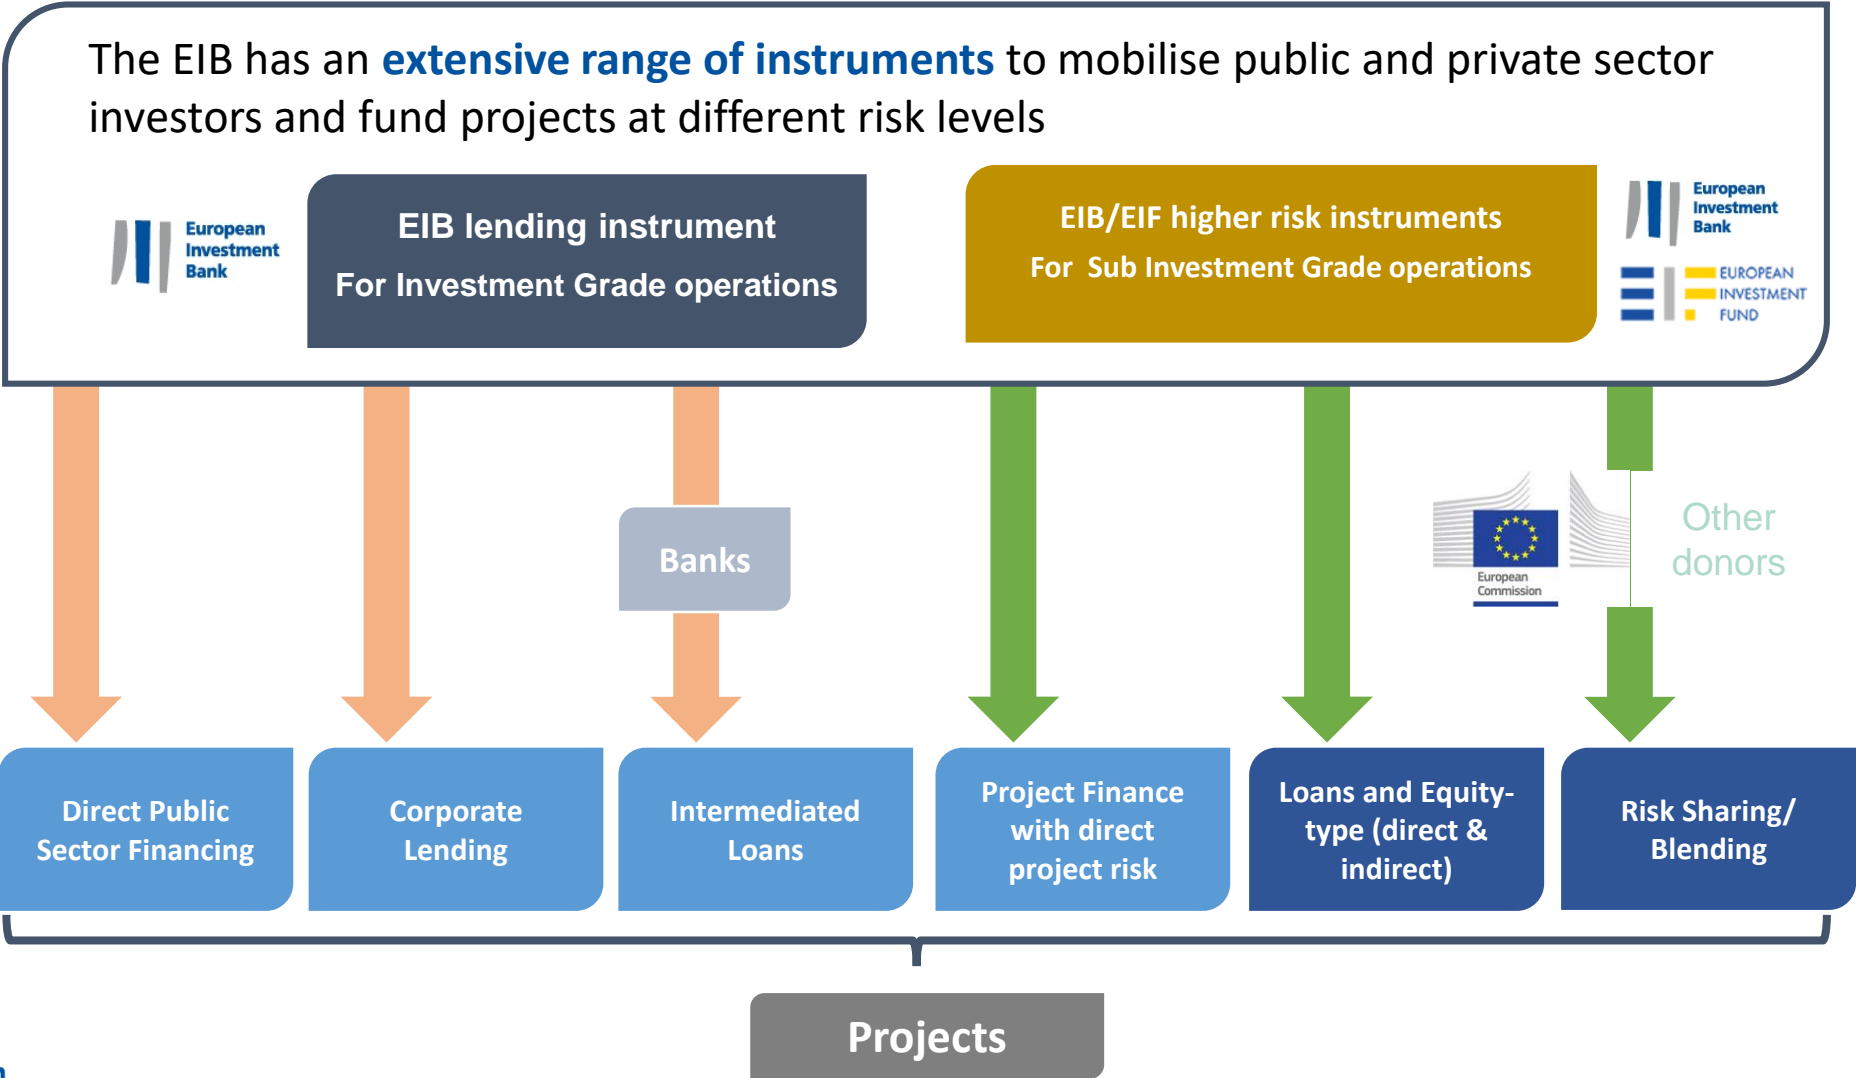 The EIB has an extensive range of instruments to mobilise public and private sector
investors and fund projects at different risk levels
European
Investment
Bank
EIB lending instrument
For Investment Grade operations
EIB/EIF higher risk instruments
For Sub Investment Grade operations
European
Investment
Bank
EUROPEAN
INVESTMENT
FUND
Banks
European
Commission
Other
donors
Direct Public
Sector Financing
Corporate
Lending
Intermediated
Loans
Project Finance
with direct
project risk
Loans and Equity-
type (direct &
indirect)
Risk Sharing/
Blending
Projects